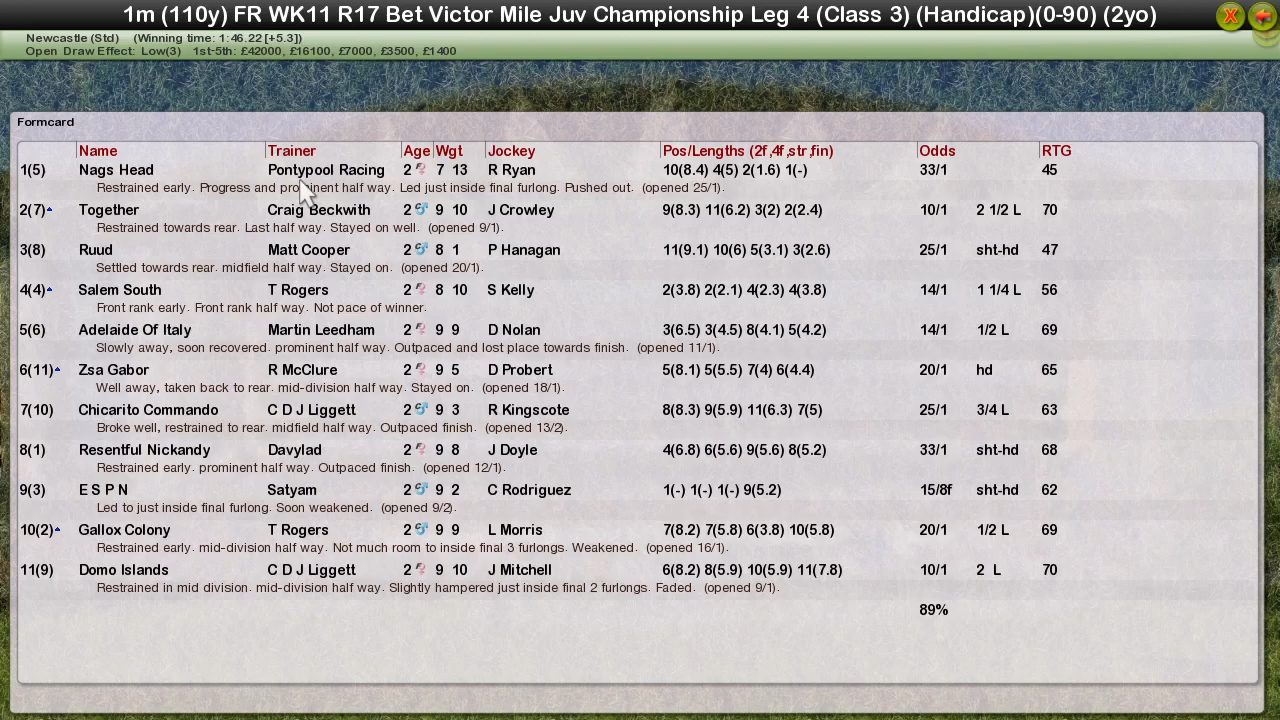 1m (110y) FR WK11 R17 Bet Victor Mile Juv Championship Leg 4 (Class 3) (Handicap)(0-90) (2yo)
Newcastle (Std) (Winning time: 1:46.22 [+5.3])
Open Draw Effect: Low(3) 1st-5th: £42000, £16100, £7000, £3500, £1400
Formcard
Name Trainer Age Wgt Jockey Pos/Lengths (2f,4f,str,fin) Odds RTG
1(5) Nags Head Pontypool Racing 2 7 13 R Ryan 10(8.4) 4(5) 2(1.6) 1(-) 33/1 45
Restrained early. Progress and prominent half way. Led just inside final furlong. Pushed out. (opened 25/1).
2(7) Together Craig Beckwith 2 9 10 J Crowley 9(8.3) 11(6.2) 3(2) 2(2.4) 10/1 2 1/2 L 70
Restrained towards rear. Last half way. Stayed on well. (opened 9/1).
3(8) Ruud Matt Cooper 2 8 1 P Hanagan 11(9.1) 10(6) 5(3.1) 3(2.6) 25/1 sht-hd 47
Settled towards rear. midfield half way. Stayed on. (opened 20/1).
4(4) Salem South T Rogers 2 8 10 S Kelly 2(3.8) 2(2.1) 4(2.3) 4(3.8) 14/1 1 1/4 L 56
Front rank early. Front rank half way. Not pace of winner.
5(6) Adelaide Of Italy Martin Leedham 2 9 9 D Nolan 3(6.5) 3(4.5) 8(4.1) 5(4.2) 14/1 1/2 L 69
Slowly away, soon recovered. prominent half way. Outpaced and lost place towards finish. (opened 11/1).
6(11) Zsa Gabor R McClure 2 9 5 D Probert 5(8.1) 5(5.5) 7(4) 6(4.4) 20/1 hd 65
Well away, taken back to rear. mid-division half way. Stayed on. (opened 18/1).
7(10) Chicarito Commando C D J Liggett 2 9 3 R Kingscote 8(8.3) 9(5.9) 11(6.3) 7(5) 25/1 3/4 L 63
Broke well, restrained to rear. midfield half way. Outpaced finish. (opened 13/2).
8(1) Resentful Nickandy Davylad 2 9 8 J Doyle 4(6.8) 6(5.6) 9(5.6) 8(5.2) 33/1 sht-hd 68
Restrained early. prominent half way. Outpaced finish. (opened 12/1).
9(3) E S P N Satyam 2 9 2 C Rodriguez 1(-) 1(-) 1(-) 9(5.2) 15/8f sht-hd 62
Led to just inside final furlong. Soon weakened. (opened 9/2).
10(2) Gallox Colony T Rogers 2 9 9 L Morris 7(8.2) 7(5.8) 6(3.8) 10(5.8) 20/1 1/2 L 69
Restrained early. mid-division half way. Not much room to inside final 3 furlongs. Weakened. (opened 16/1).
11(9) Domo Islands C D J Liggett 2 9 10 J Mitchell 6(8.2) 8(5.9) 10(5.9) 11(7.8) 10/1 2 L 70
Restrained in mid division. mid-division half way. Slightly hampered just inside final 2 furlongs. Faded. (opened 9/1).
89%